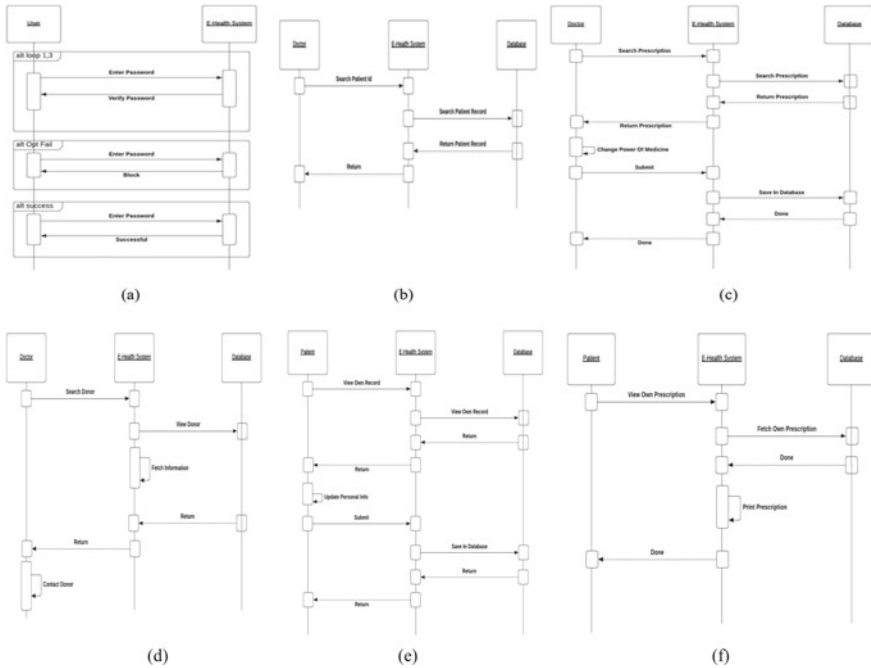 User
E-Health System
alt loop 1,3
Enter Password
Verify Password
alt Opt Fail
Enter Password
Block
alt success
Enter Password
Successful
(a)
Doctor
E-Health System
Database
Search Patient Id
Search Patient Record
Return Patient Record
Return
(b)
Doctor
E-Health System
Database
Search Prescription
Search Prescription
Return Prescription
Return Prescription
Change Power Of Medicine
Submit
Save In Database
Done
Done
(c)
Doctor
E-Health System
Database
Search Donor
View Donor
Fetch Information
Return
Return
Contact Donor
(d)
Patient
E-Health System
Database
View Own Record
View Own Record
Return
Return
Update Personal Info
Submit
Save In Database
Return
Return
(e)
Patient
E-Health System
Database
View Own Prescription
Fetch Own Prescription
Done
Print Prescription
Done
(f)